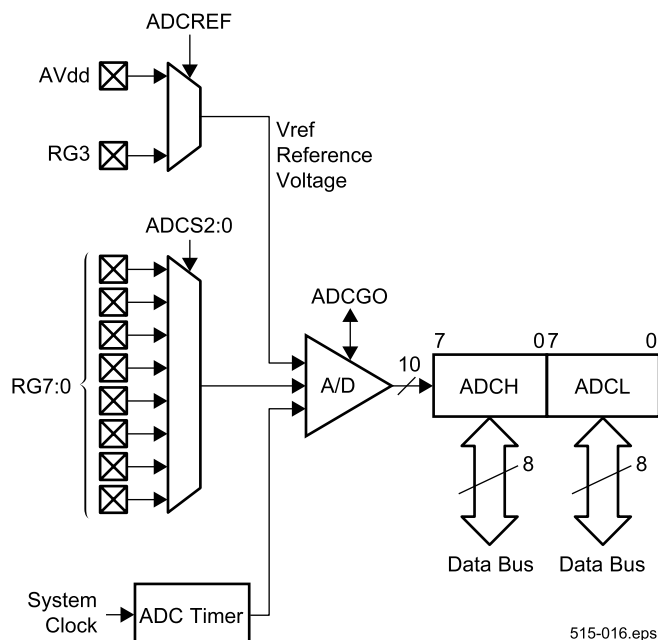 ADCREF
AVdd
RG3
Vref
Reference
Voltage
ADCS2:0
RG7:0
ADCGO
A/D
10
7
0
7
0
ADCH
ADCL
8
8
Data Bus
Data Bus
System
Clock
ADC Timer
515-016.eps